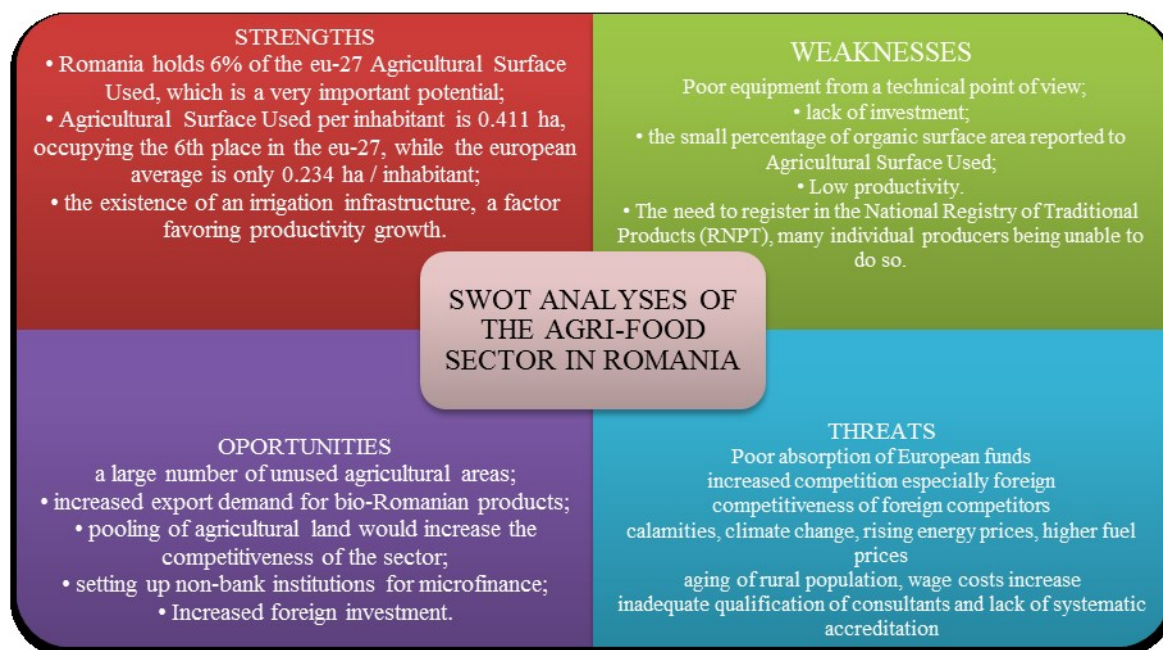 STRENGTHS
• Romania holds 6% of the eu-27 Agricultural Surface
Used, which is a very important potential;
• Agricultural Surface Used per inhabitant is 0.411 ha,
occupying the 6th place in the eu-27, while the european
average is only 0.234 ha / inhabitant;
• the existence of an irrigation infrastructure, a factor
favoring productivity growth.
WEAKNESSES
Poor equipment from a technical point of view;
• lack of investment;
• the small percentage of organic surface area reported to
Agricultural Surface Used;
• Low productivity.
• The need to register in the National Registry of Traditional
Products (RNPT), many individual producers being unable to
do so.
SWOT ANALYSES OF
THE AGRI-FOOD
SECTOR IN ROMANIA
OPORTUNITIES
a large number of unused agricultural areas;
• increased export demand for bio-Romanian products;
• pooling of agricultural land would increase the
competitiveness of the sector;
• setting up non-bank institutions for microfinance;
• Increased foreign investment.
THREATS
Poor absorption of European funds
increased competition especially foreign
competitiveness of foreign competitors
calamities, climate change, rising energy prices, higher fuel
prices
aging of rural population, wage costs increase
inadequate qualification of consultants and lack of systematic
accreditation